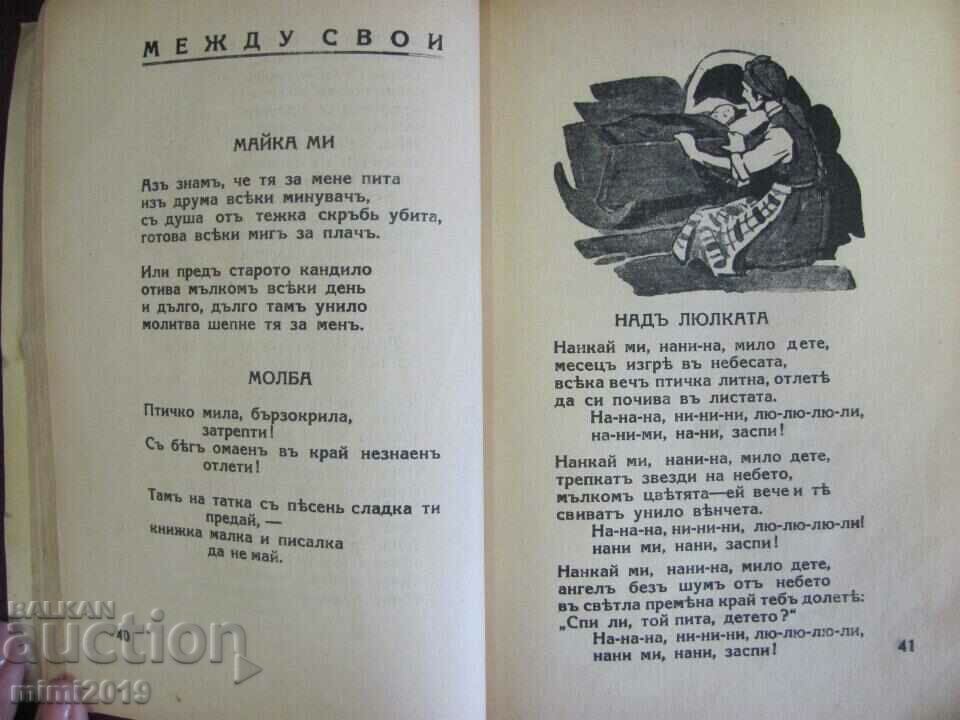 МЕЖДУ СВОИ
МАЙКА МИ
Азъ знамъ, че тя за мене пита
изъ друма всѣки минувачъ,
съ душа отъ тежка скръбь убита,
готова всѣки мигъ за плачъ.
Или предъ старото кандило
отива мълкомъ всѣки день
и дълго, дълго тамъ унило
молитва шепне тя за менъ.
МОЛБА
Птичко мила, бързокрила,
затрепти!
Съ бѣгъ омаенъ въ край незнаенъ
отлети!
Тамъ на татка съ пѣсень сладка ти
предай, —
книжка малка и писалка
да не май.
40
НАДЪ ЛЮЛКАТА
Нанкай ми, нани-на, мило дете,
месецъ изгрѣ въ небесата,
всѣка вечъ птичка литна, отлетѣ
да си почива въ листата.
На-на-на, ни-ни-ни, лю-лю-лю-ли,
на-ни-ми, на-ни, заспи!
Нанкай ми, нани-на, мило дете,
трепкатъ звезди на небето,
мълкомъ цвѣтята—ей вече и тѣ
свиватъ унило вѣнчета.
На-на-на, ни-ни-ни, лю-лю-лю-ли!
нани ми, нани, заспи!
Нанкай ми, нани-на, мило дете,
ангелъ безъ шумъ отъ небето
въ свѣтла премѣна край тебъ долетѣ:
„Спи ли, той пита, детето?“
На-на-на, ни-ни-ни, лю-лю-лю-ли,
нани ми, нани, заспи!
41
BALKAN
auction
mimi2019